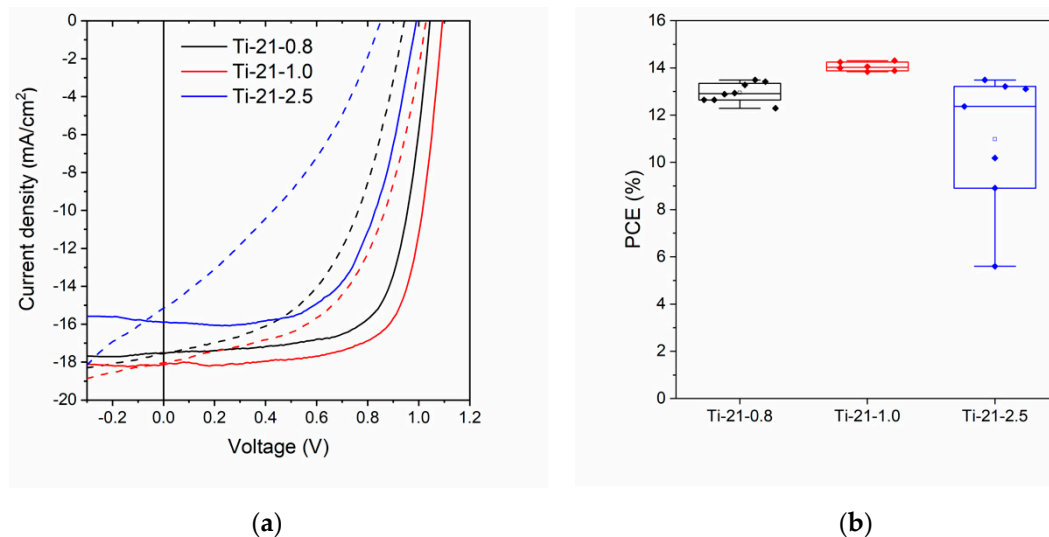 0
-2
-4
-6
-8
-10
-12
-14
-16
-18
-20
Current density (mA/cm²)
Ti-21-0.8
Ti-21-1.0
Ti-21-2.5
-0.2 0.0 0.2 0.4 0.6 0.8 1.0 1.2
Voltage (V)
(a)
16
14
12
10
8
6
4
2
0
PCE (%)
Ti-21-0.8 Ti-21-1.0 Ti-21-2.5
(b)